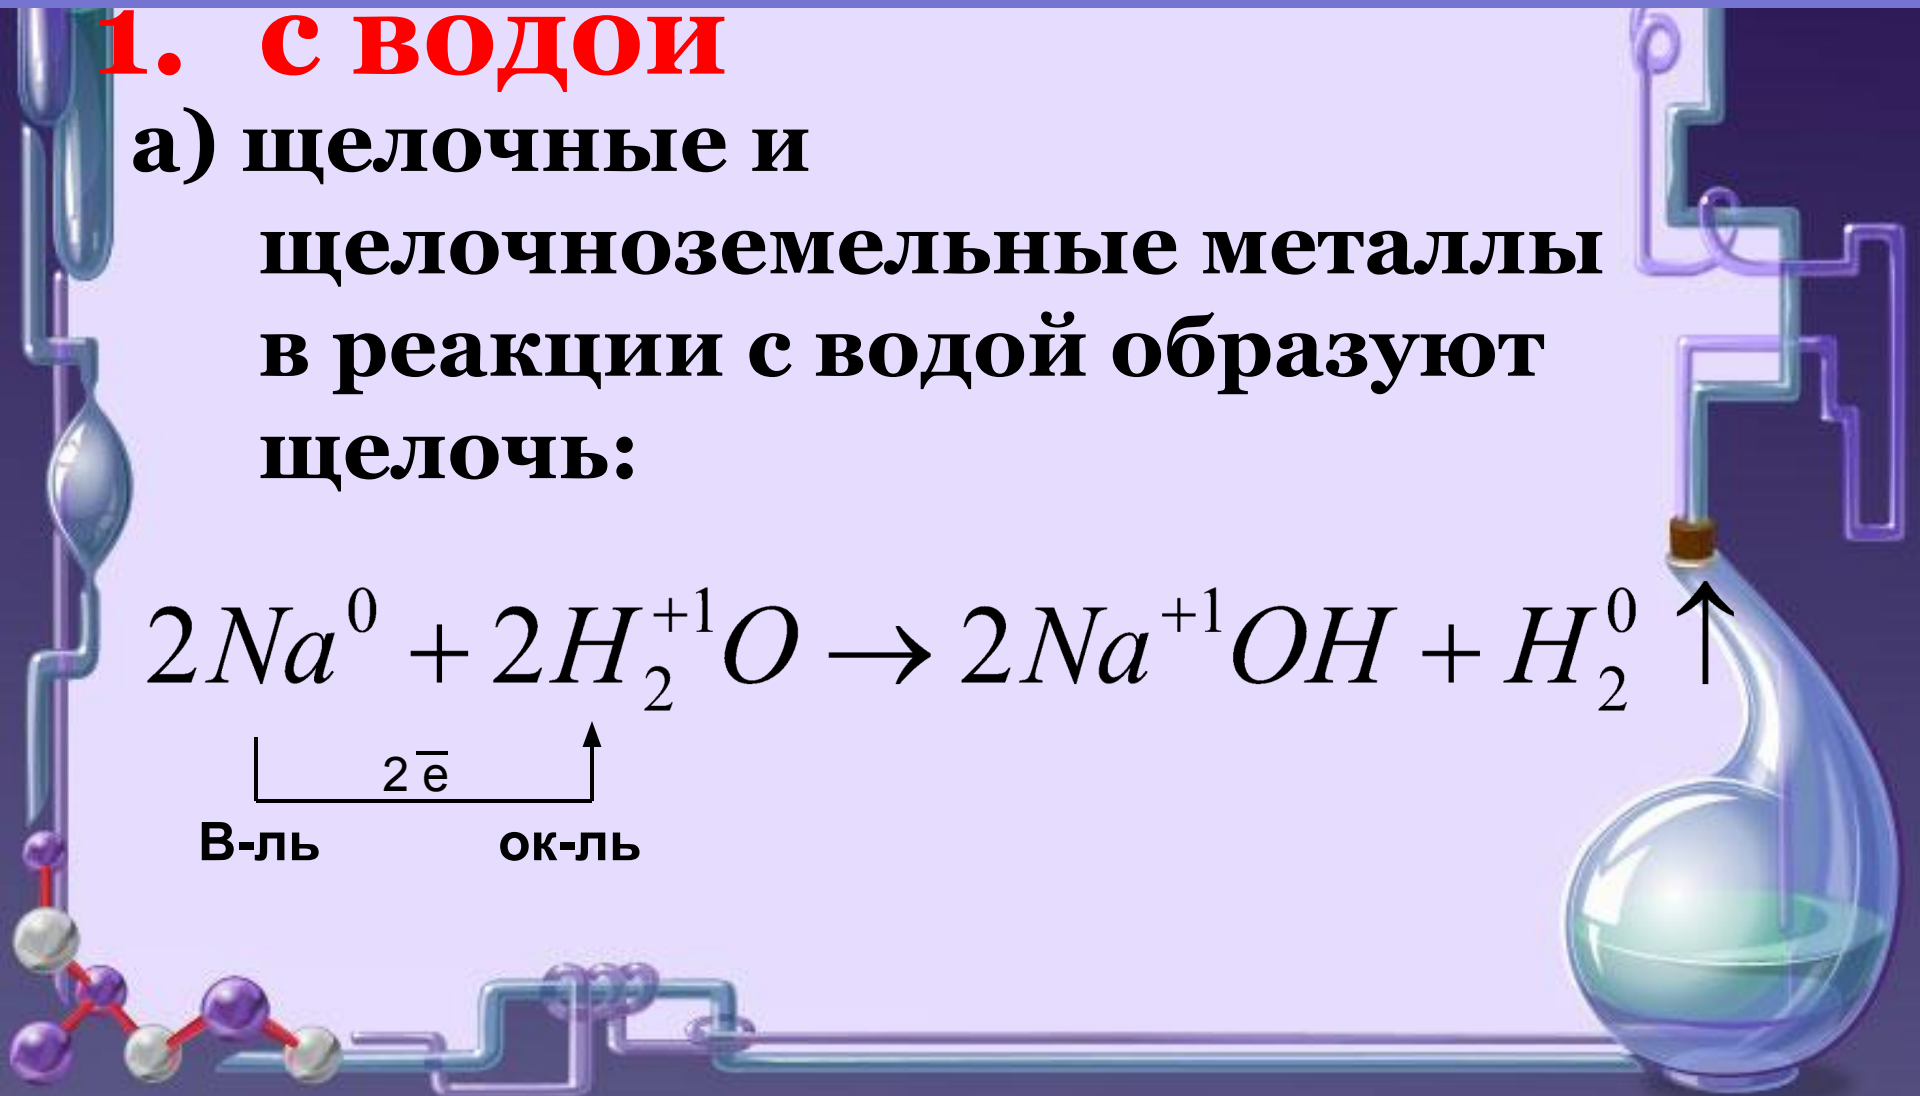 1. с водой
а) щелочные и
щелочноземельные металлы
в реакции с водой образуют
щелочь:
2Na⁰ + 2H₂⁺¹O → 2Na⁺¹OH + H₂⁰ ↑
2 e̅
В-ль ок-ль